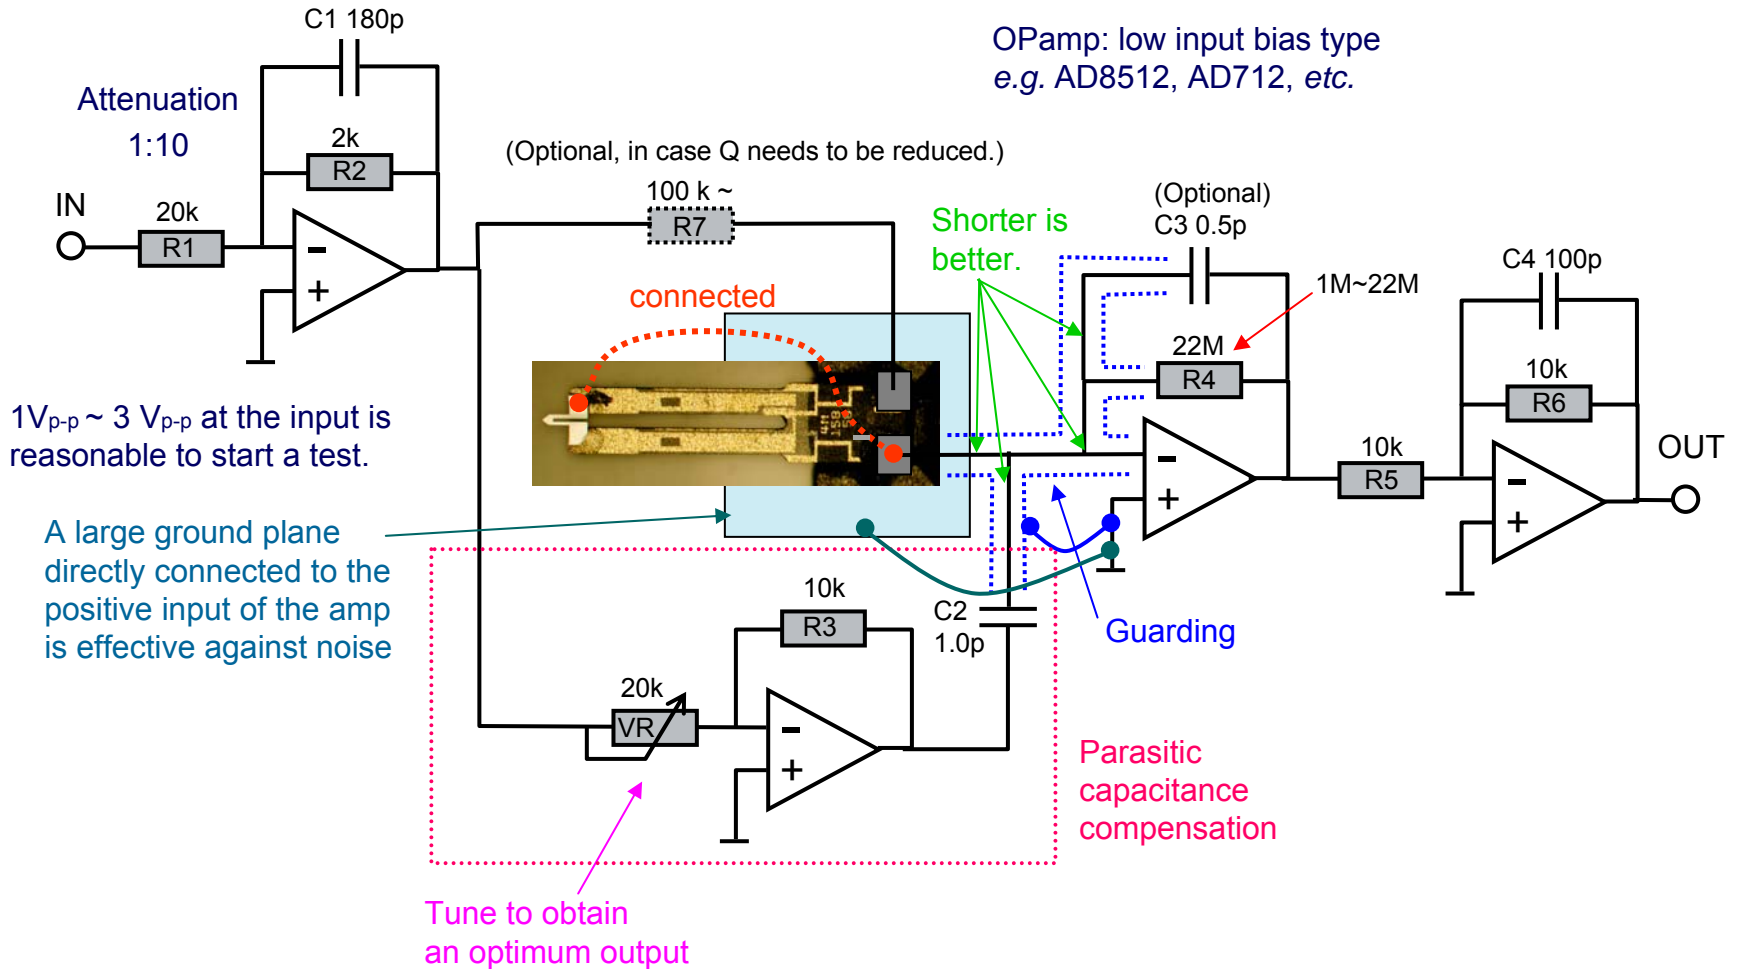 C1 180p
OPamp: low input bias type
e.g. AD8512, AD712, etc.
Attenuation
1:10
2k
R2
(Optional, in case Q needs to be reduced.)
100 k ~
R7
IN
20k
R1
(Optional)
C3 0.5p
Shorter is
better.
C4 100p
1M~22M
connected
22M
R4
10k
R6
1Vp-p ~ 3 Vp-p at the input is
reasonable to start a test.
10k
R5
OUT
A large ground plane
directly connected to the
positive input of the amp
is effective against noise
10k
R3
C2
1.0p
Guarding
20k
VR
Parasitic
capacitance
compensation
Tune to obtain
an optimum output